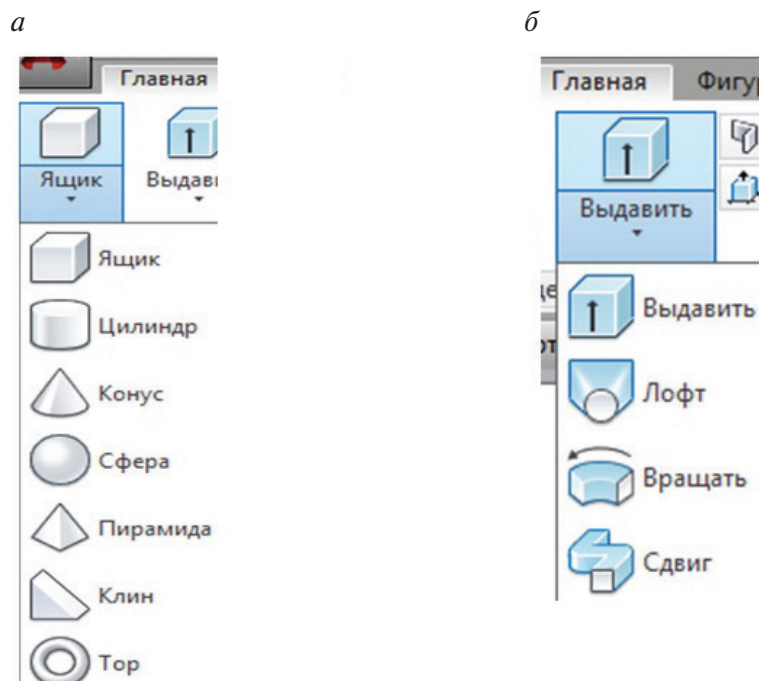 а
Главная
Ящик
Ящик
Цилиндр
Конус
Сфера
Пирамида
Клин
Тор
б
Главная
Выдавить
Выдавить
Лофт
Вращать
Сдвиг